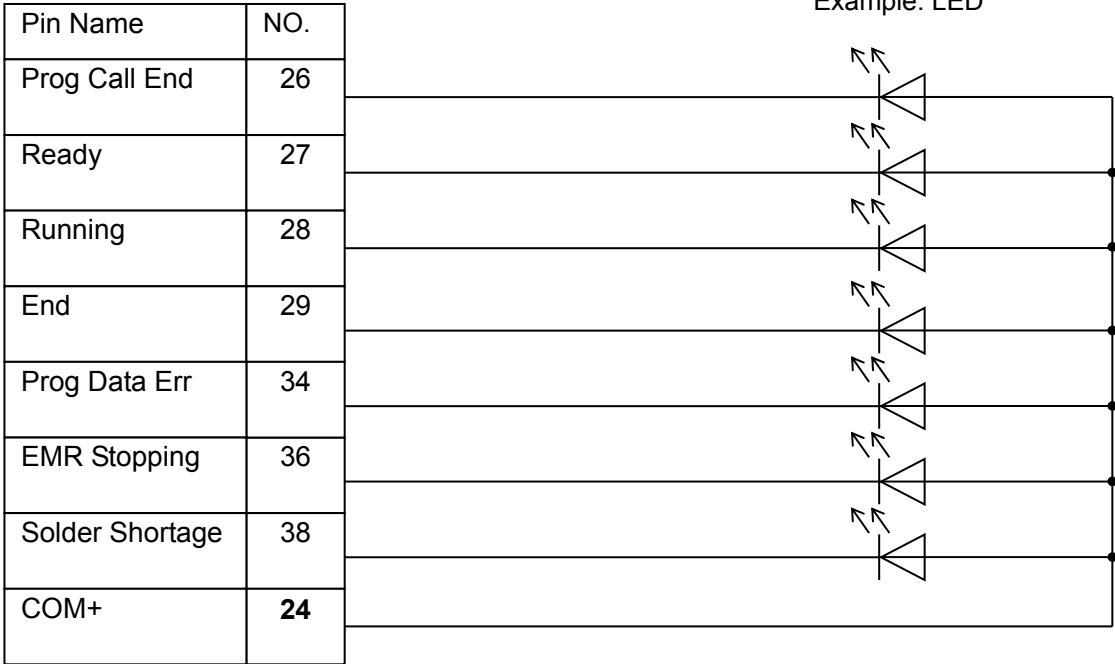 Example: LED
Pin Name NO.
Prog Call End 26
Ready 27
Running 28
End 29
Prog Data Err 34
EMR Stopping 36
Solder Shortage 38
COM+ 24